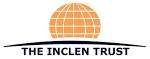 THE INCLEN TRUST